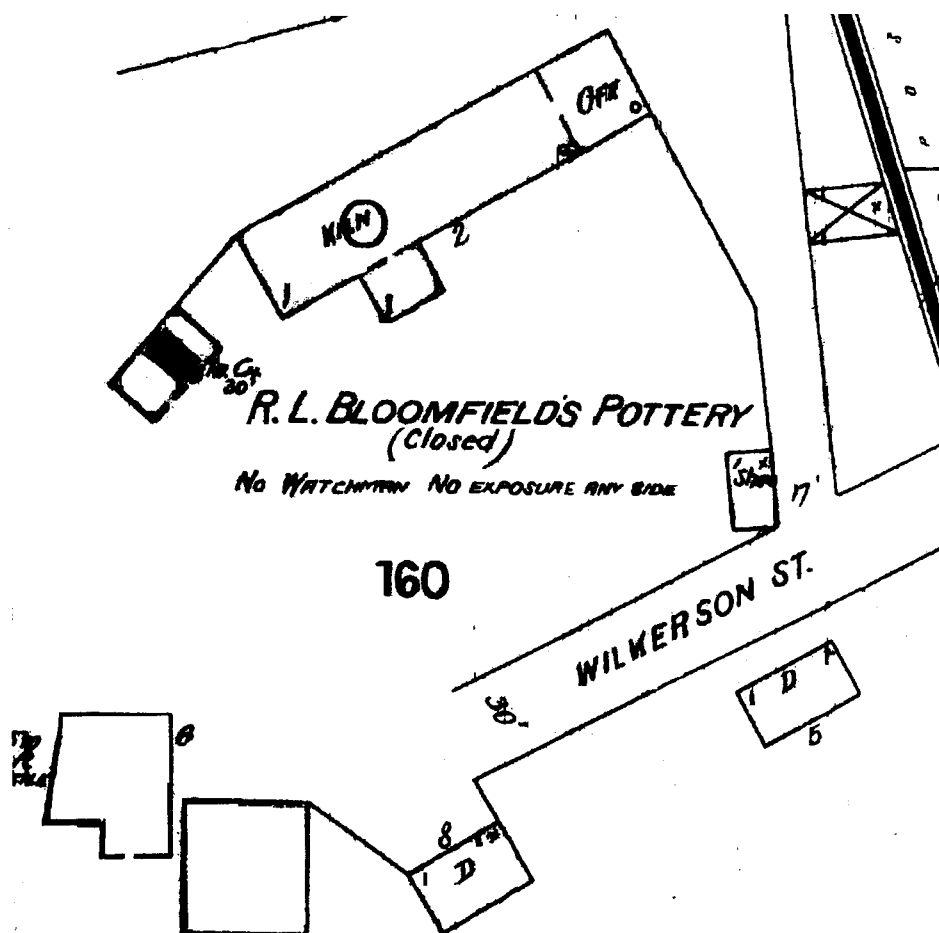 OFF
KILN
1
2
1
R. L. BLOOMFIELD'S POTTERY
(Closed)
NO WATCHMAN NO EXPOSURE ANY SIDE
17'
160
WILKERSON ST.
30'
1 D
5
6
8
1 D